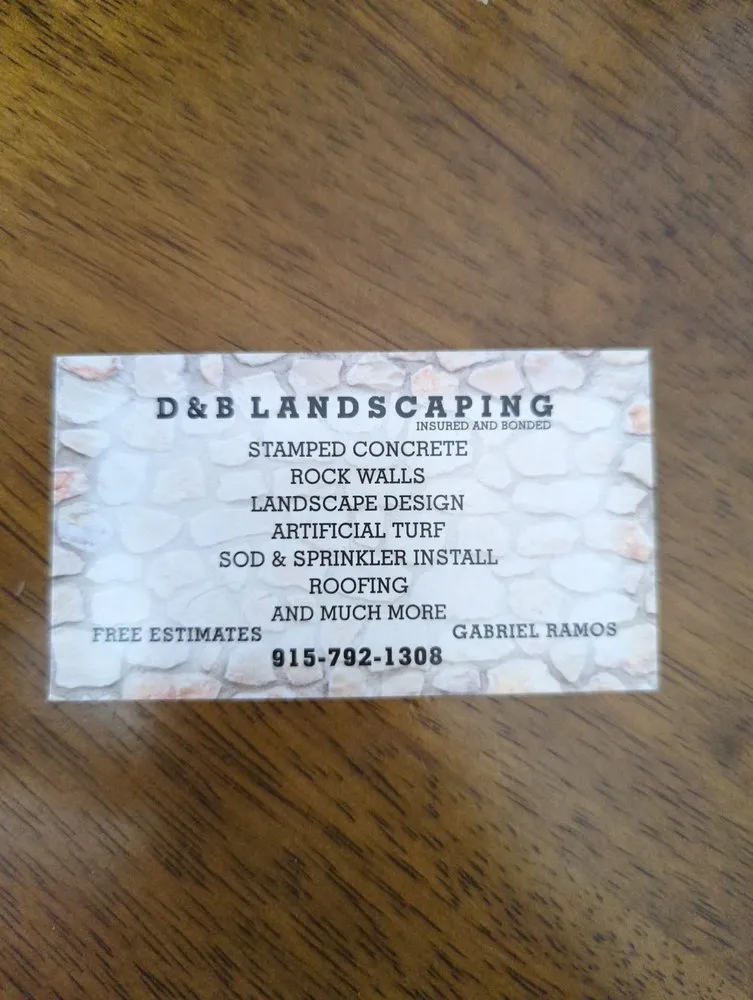 D & B LANDSCAPING
INSURED AND BONDED
STAMPED CONCRETE
ROCK WALLS
LANDSCAPE DESIGN
ARTIFICIAL TURF
SOD & SPRINKLER INSTALL
ROOFING
AND MUCH MORE
FREE ESTIMATES
GABRIEL RAMOS
915-792-1308